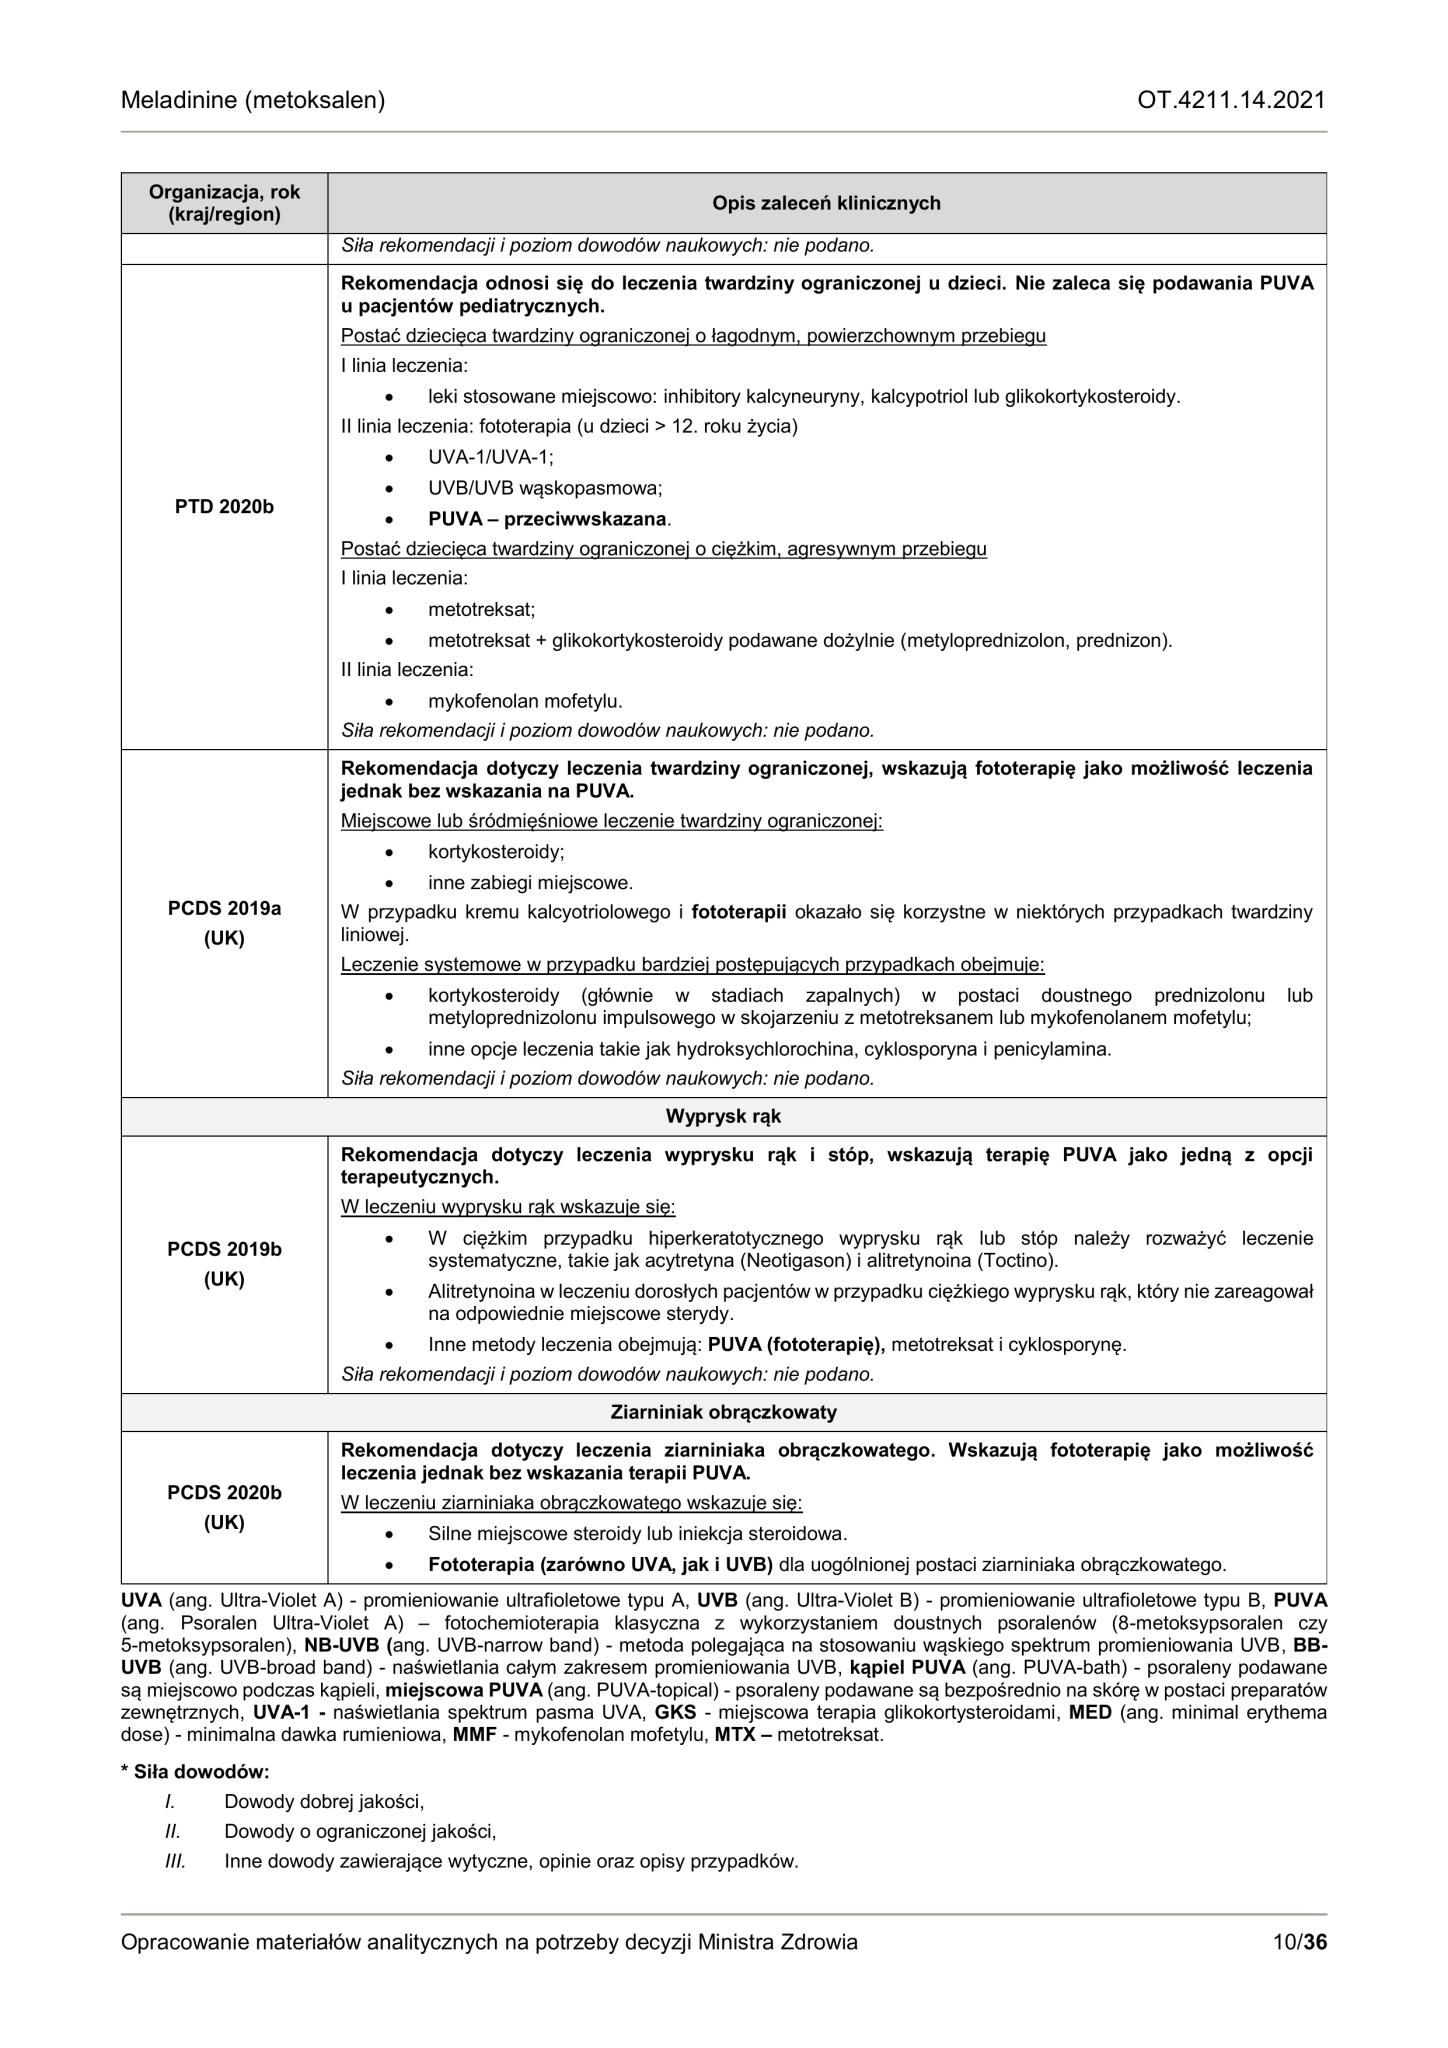 Meladinine (metoksalen) OT.4211.14.2021
Organizacja, rok
(kraj/region)
Opis zaleceń klinicznych
Siła rekomendacji i poziom dowodów naukowych: nie podano.
PTD 2020b
Rekomendacja odnosi się do leczenia twardziny ograniczonej u dzieci. Nie zaleca się podawania PUVA
u pacjentów pediatrycznych.
Postać dziecięca twardziny ograniczonej o łagodnym, powierzchownym przebiegu
I linia leczenia:
• leki stosowane miejscowo: inhibitory kalcyneuryny, kalcypotriol lub glikokortykosteroidy.
II linia leczenia: fototerapia (u dzieci > 12. roku życia)
• UVA-1/UVA-1;
• UVB/UVB wąskopasmowa;
• PUVA – przeciwwskazana.
Postać dziecięca twardziny ograniczonej o ciężkim, agresywnym przebiegu
I linia leczenia:
• metotreksat;
• metotreksat + glikokortykosteroidy podawane dożylnie (metyloprednizolon, prednizon).
II linia leczenia:
• mykofenolan mofetylu.
Siła rekomendacji i poziom dowodów naukowych: nie podano.
PCDS 2019a
(UK)
Rekomendacja dotyczy leczenia twardziny ograniczonej, wskazują fototerapię jako możliwość leczenia
jednak bez wskazania na PUVA.
Miejscowe lub śródmięśniowe leczenie twardziny ograniczonej:
• kortykosteroidy;
• inne zabiegi miejscowe.
W przypadku kremu kalcyotriolowego i fototerapii okazało się korzystne w niektórych przypadkach twardziny
liniowej.
Leczenie systemowe w przypadku bardziej postępujących przypadkach obejmuje:
• kortykosteroidy (głównie w stadiach zapalnych) w postaci doustnego prednizolonu lub
metyloprednizolonu impulsowego w skojarzeniu z metotreksanem lub mykofenolanem mofetylu;
• inne opcje leczenia takie jak hydroksychlorochina, cyklosporyna i penicylamina.
Siła rekomendacji i poziom dowodów naukowych: nie podano.
Wyprysk rąk
PCDS 2019b
(UK)
Rekomendacja dotyczy leczenia wyprysku rąk i stóp, wskazują terapię PUVA jako jedną z opcji
terapeutycznych.
W leczeniu wyprysku rąk wskazuje się:
• W ciężkim przypadku hiperkeratotycznego wyprysku rąk lub stóp należy rozważyć leczenie
systematyczne, takie jak acytretyna (Neotigason) i alitretynoina (Toctino).
• Alitretynoina w leczeniu dorosłych pacjentów w przypadku ciężkiego wyprysku rąk, który nie zareagował
na odpowiednie miejscowe sterydy.
• Inne metody leczenia obejmują: PUVA (fototerapię), metotreksat i cyklosporynę.
Siła rekomendacji i poziom dowodów naukowych: nie podano.
Ziarniniak obrączkowaty
PCDS 2020b
(UK)
Rekomendacja dotyczy leczenia ziarniniaka obrączkowatego. Wskazują fototerapię jako możliwość
leczenia jednak bez wskazania terapii PUVA.
W leczeniu ziarniniaka obrączkowatego wskazuje się:
• Silne miejscowe steroidy lub iniekcja steroidowa.
• Fototerapia (zarówno UVA, jak i UVB) dla uogólnionej postaci ziarniniaka obrączkowatego.
UVA (ang. Ultra-Violet A) - promieniowanie ultrafioletowe typu A, UVB (ang. Ultra-Violet B) - promieniowanie ultrafioletowe typu B, PUVA
(ang. Psoralen Ultra-Violet A) – fotochemioterapia klasyczna z wykorzystaniem doustnych psoralenów (8-metoksypsoralen czy
5-metoksypsoralen), NB-UVB (ang. UVB-narrow band) - metoda polegająca na stosowaniu wąskiego spektrum promieniowania UVB, BB-
UVB (ang. UVB-broad band) - naświetlania całym zakresem promieniowania UVB, kąpiel PUVA (ang. PUVA-bath) - psoraleny podawane
są miejscowo podczas kąpieli, miejscowa PUVA (ang. PUVA-topical) - psoraleny podawane są bezpośrednio na skórę w postaci preparatów
zewnętrznych, UVA-1 - naświetlania spektrum pasma UVA, GKS - miejscowa terapia glikokortysteroidami, MED (ang. minimal erythema
dose) - minimalna dawka rumieniowa, MMF - mykofenolan mofetylu, MTX – metotreksat.
* Siła dowodów:
I. Dowody dobrej jakości,
II. Dowody o ograniczonej jakości,
III. Inne dowody zawierające wytyczne, opinie oraz opisy przypadków.
Opracowanie materiałów analitycznych na potrzeby decyzji Ministra Zdrowia 10/36